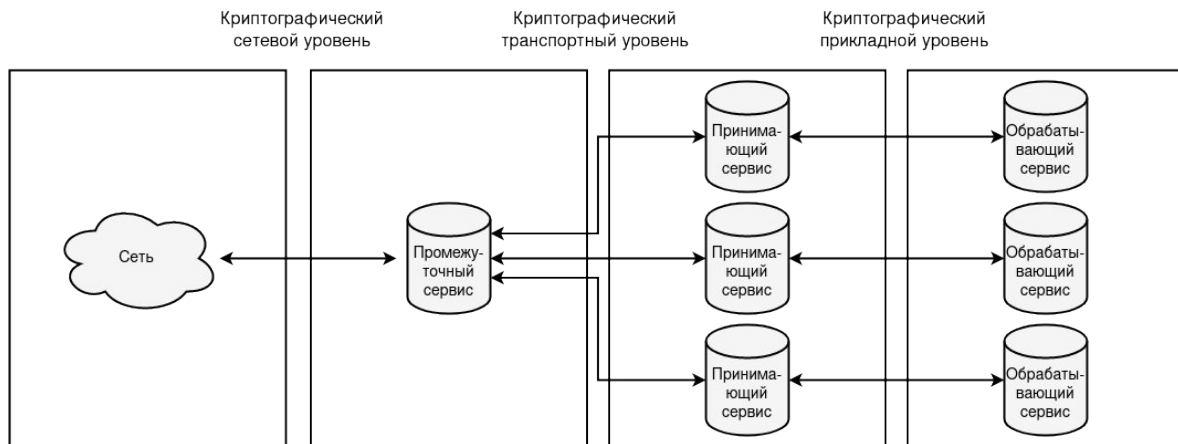 Криптографический
сетевой уровень
Криптографический
транспортный уровень
Криптографический
прикладной уровень
Сеть
Промежу-
точный
сервис
Принима-
ющий
сервис
Обрабаты-
вающий
сервис
Принима-
ющий
сервис
Обрабаты-
вающий
сервис
Принима-
ющий
сервис
Обрабаты-
вающий
сервис